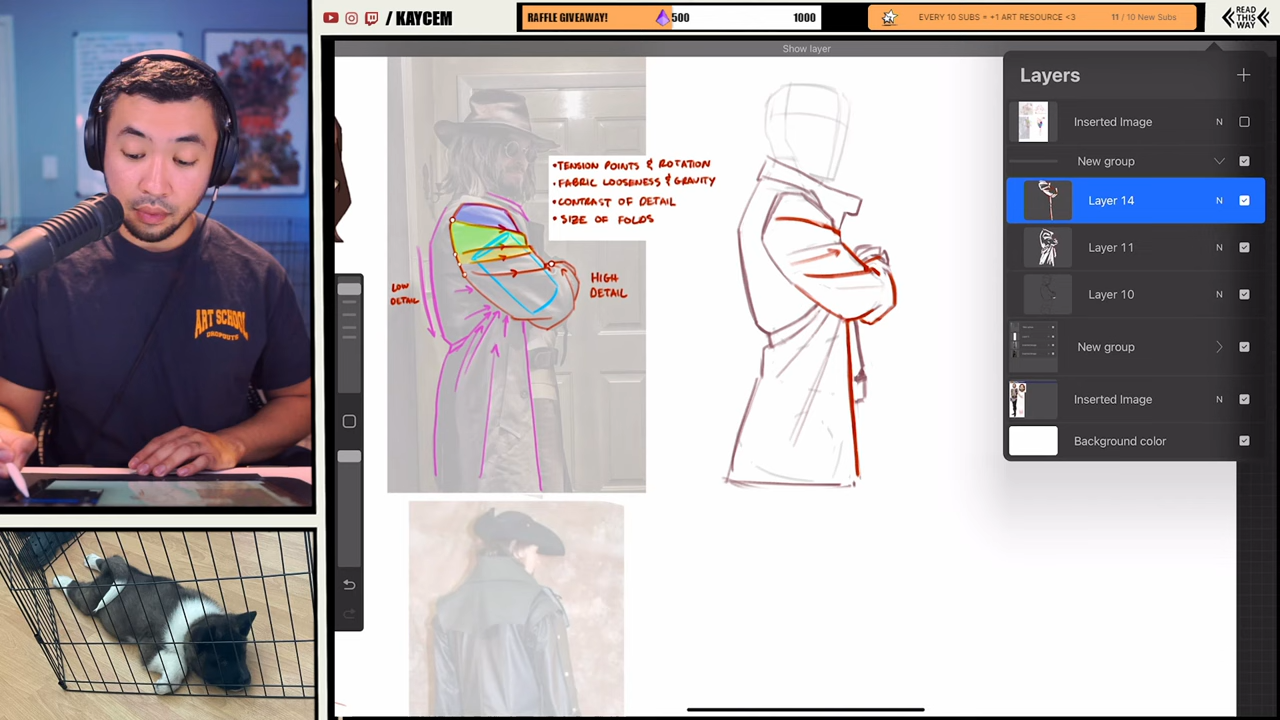 / KAYCEM
RAFFLE GIVEAWAY!
500
1000
EVERY 10 SUBS = +1 ART RESOURCE <3
11 / 10 New Subs
READ
THIS
WAY
Show layer
Layers
Inserted Image
N
New group
Layer 14
N
Layer 11
N
Layer 10
N
New group
Inserted Image
N
Background color
• TENSION POINTS & ROTATION
• FABRIC LOOSENESS & GRAVITY
• CONTRAST OF DETAIL
• SIZE OF FOLDS
LOW
DETAIL
HIGH
DETAIL
ART SCHOOL
DROPOUTS